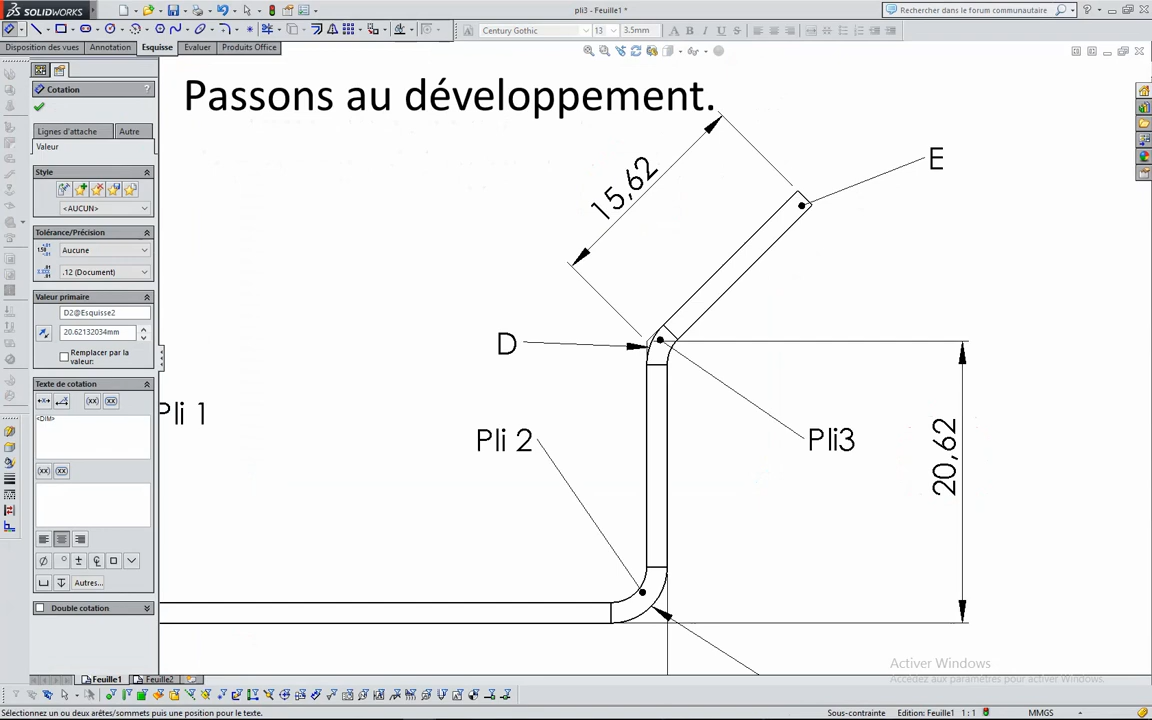 SOLIDWORKS
pli3 - Feuille1 *
Rechercher dans le forum communautaire
Century Gothic
13
3.5mm
Disposition des vues
Annotation
Esquisse
Evaluer
Produits Office
Cotation
?
Lignes d'attache
Autre
Valeur
Style
<AUCUN>
Tolérance/Précision
Aucune
.12 (Document)
Valeur primaire
D2@Esquisse2
20.62132034mm
Remplacer par la
valeur:
Texte de cotation
<DIM>
Autres...
Double cotation
Passons au développement.
15,62
E
D
Pli 1
Pli 2
Pli3
20,62
Activer Windows
Accédez aux paramètres pour activer Windows.
Feuille1
Feuille2
Sélectionnez un ou deux arêtes/sommets puis une position pour le texte.
Sous-contrainte
Edition: Feuille1
1 : 1
MMGS